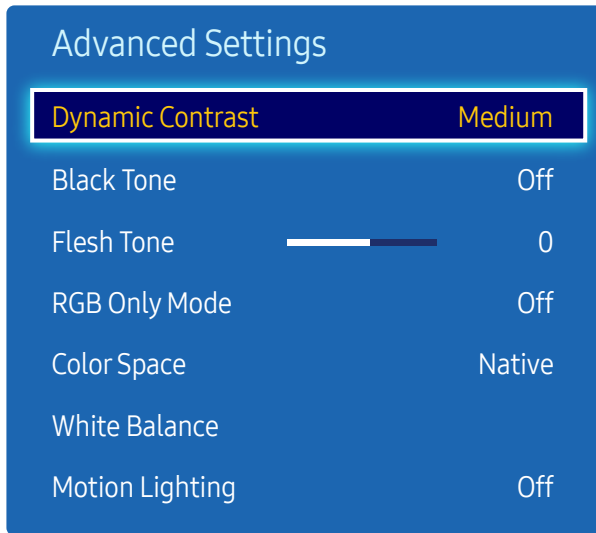 Advanced Settings
Dynamic Contrast Medium
Black Tone Off
Flesh Tone 0
RGB Only Mode Off
Color Space Native
White Balance
Motion Lighting Off